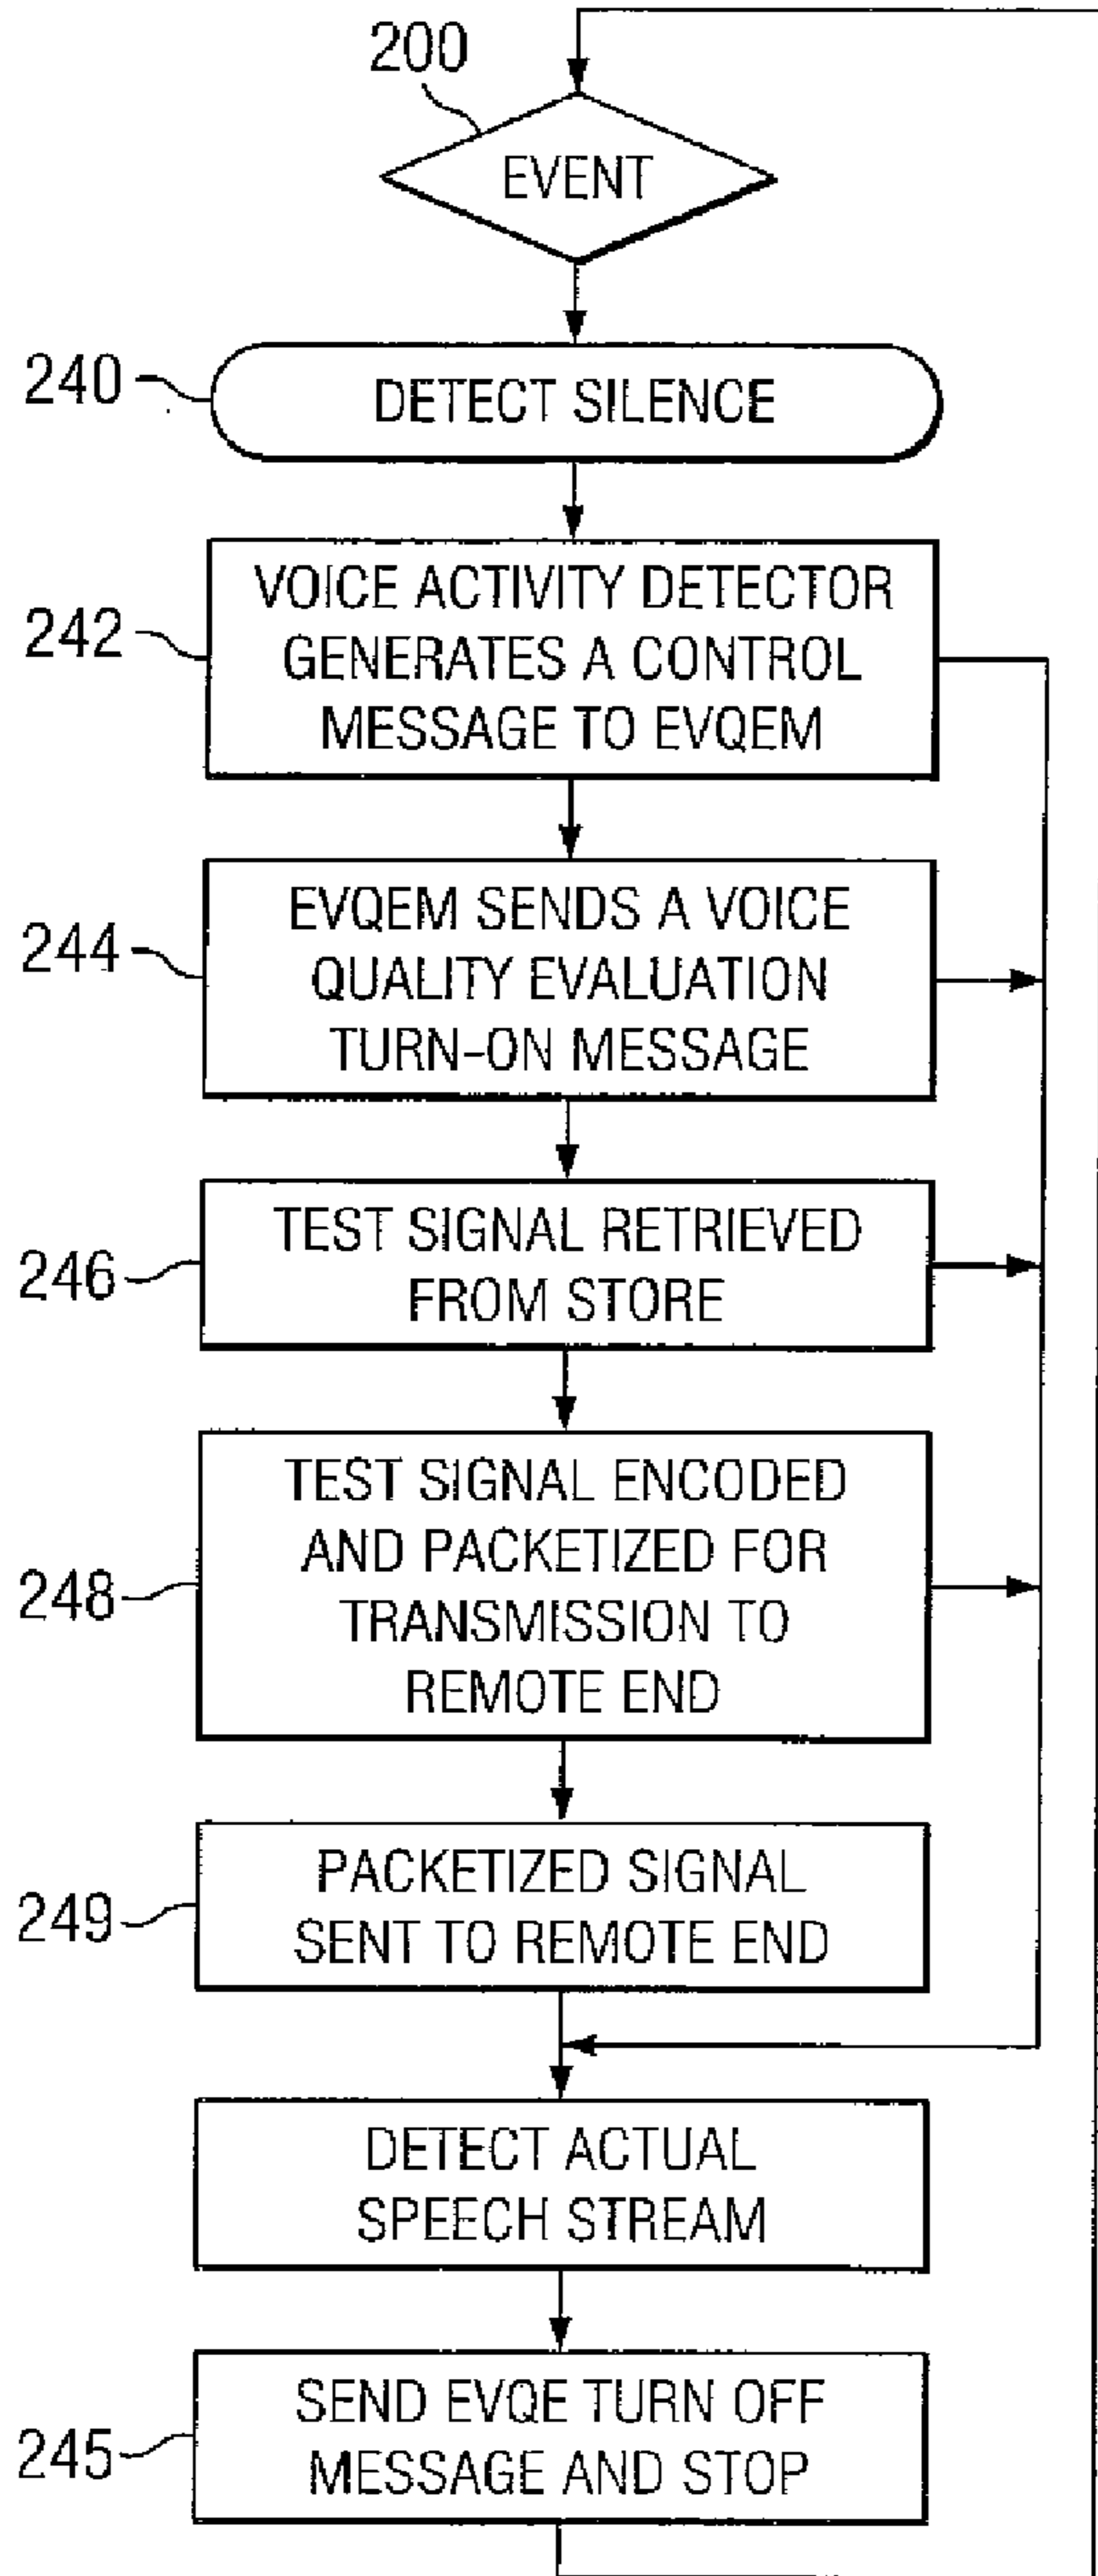 200
EVENT
240
DETECT SILENCE
242
VOICE ACTIVITY DETECTOR
GENERATES A CONTROL
MESSAGE TO EVQEM
244
EVQEM SENDS A VOICE
QUALITY EVALUATION
TURN-ON MESSAGE
246
TEST SIGNAL RETRIEVED
FROM STORE
248
TEST SIGNAL ENCODED
AND PACKETIZED FOR
TRANSMISSION TO
REMOTE END
249
PACKETIZED SIGNAL
SENT TO REMOTE END
DETECT ACTUAL
SPEECH STREAM
245
SEND EVQE TURN OFF
MESSAGE AND STOP